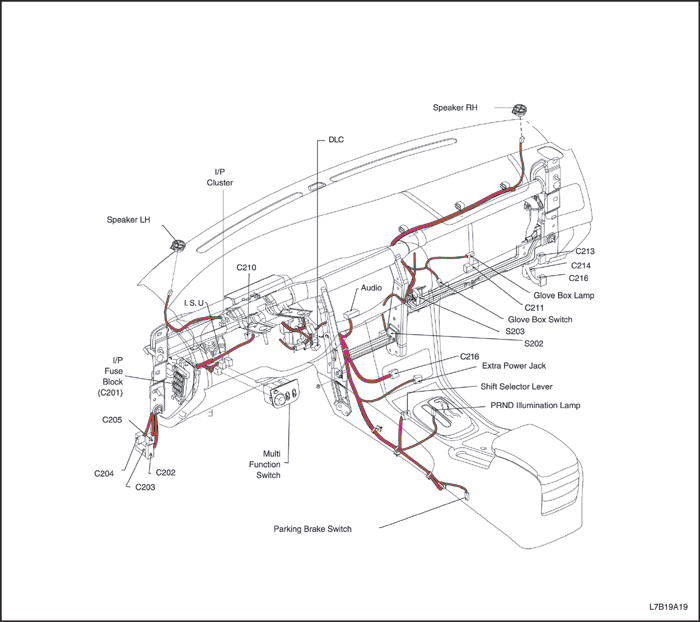 Speaker RH
DLC
I/P
Cluster
Speaker LH
C210
I. S. U
Audio
C213
C214
C216
Glove Box Lamp
C211
Glove Box Switch
S203
S202
I/P
Fuse
Block
(C201)
C216
Extra Power Jack
Shift Selector Lever
PRND Illumination Lamp
C205
C204
C202
C203
Multi
Function
Switch
Parking Brake Switch
L7B19A19